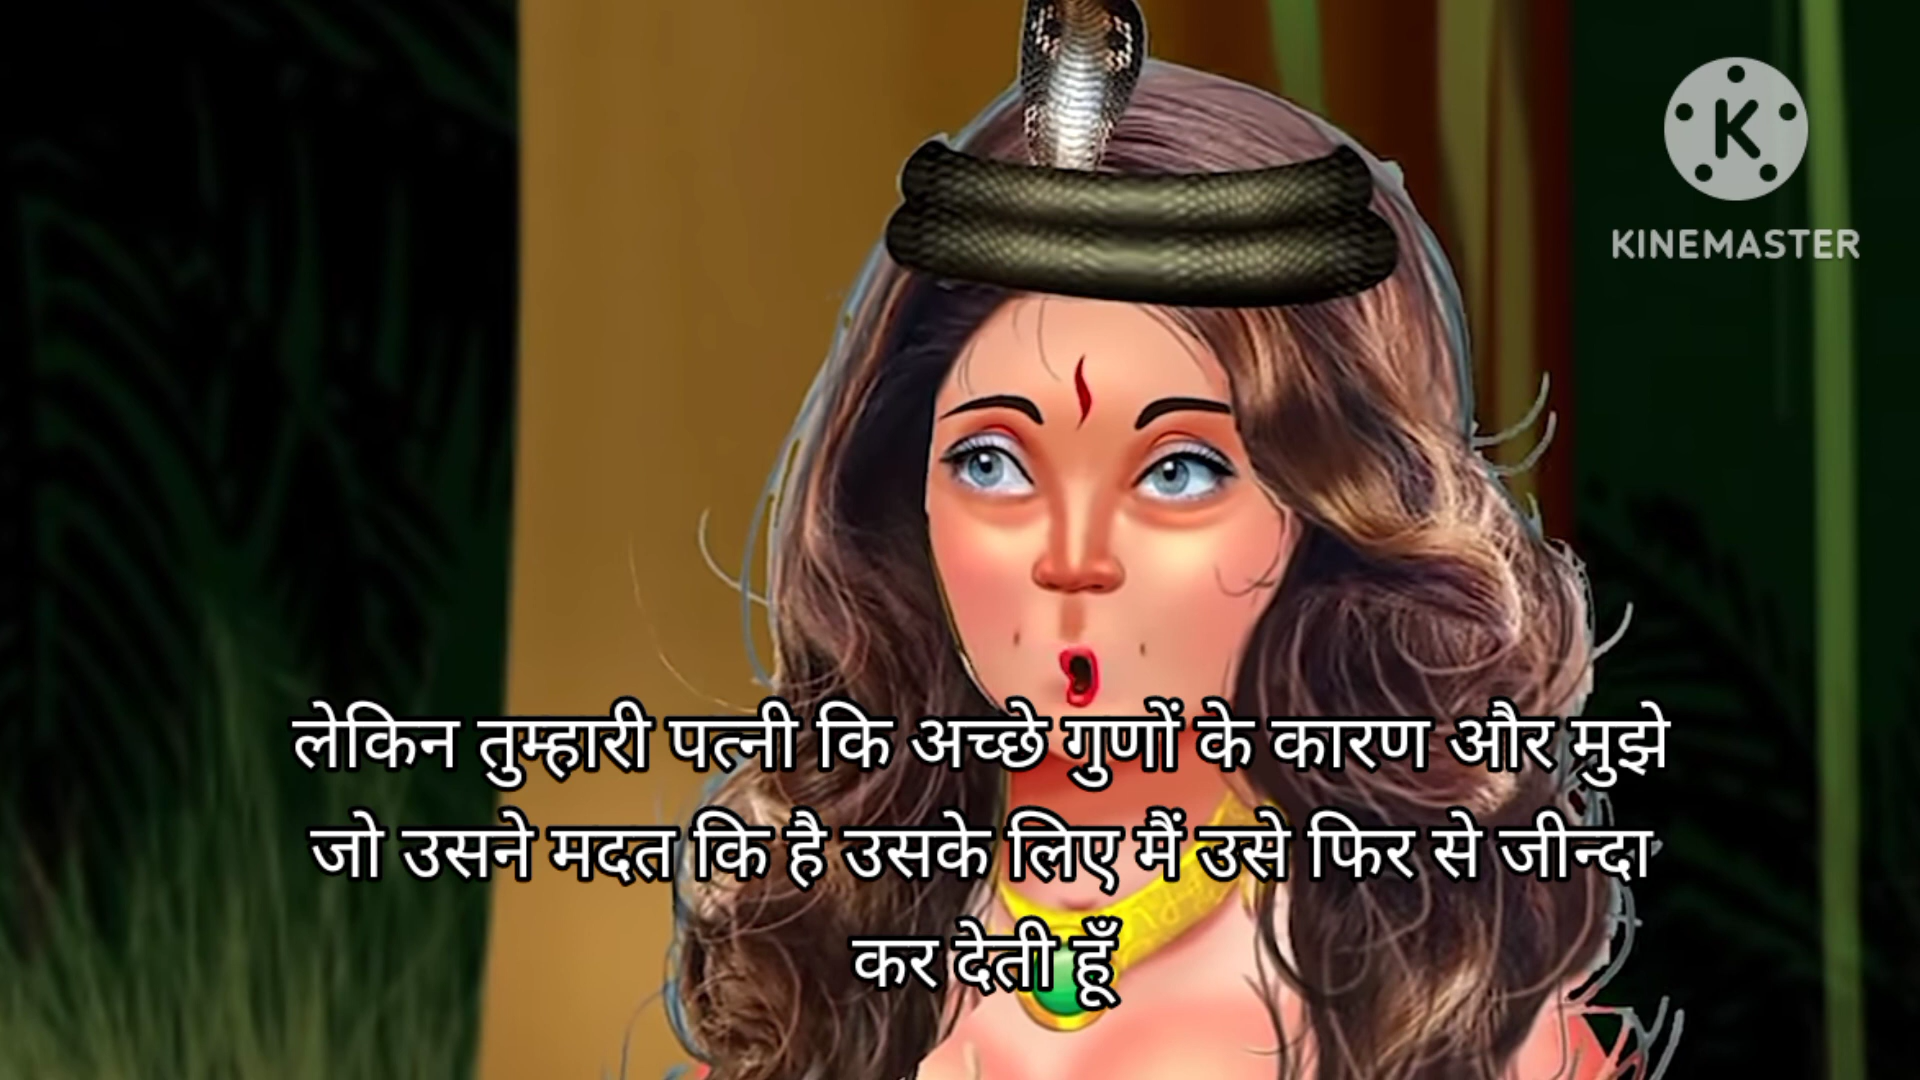 KINEMASTER
लेकिन तुम्हारी पत्नी कि अच्छे गुणों के कारण और मुझे
जो उसने मदत कि है उसके लिए मैं उसे फिर से जीन्दा
कर देती हूँ